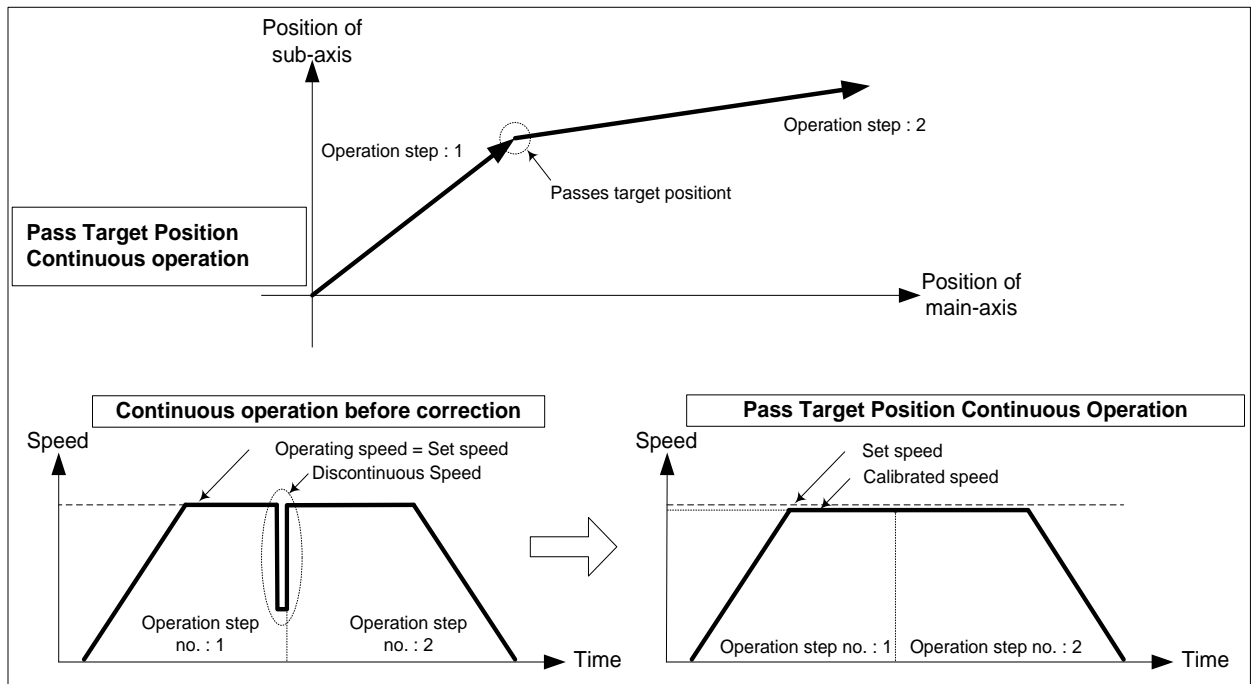 Position of
sub-axis
Operation step : 1
Operation step : 2
Passes target positiont
Pass Target Position
Continuous operation
Position of
main-axis
Continuous operation before correction
Speed
Operating speed = Set speed
Discontinuous Speed
Operation step
no. : 1
Operation step
no. : 2
Time
Pass Target Position Continuous Operation
Speed
Set speed
Calibrated speed
Operation step no. : 1
Operation step no. : 2
Time